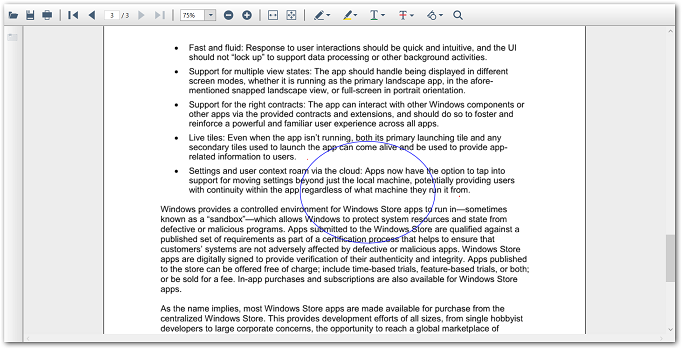 3 / 3
75%
• Fast and fluid: Response to user interactions should be quick and intuitive, and the UI
should not “lock up” to support data processing or other background activities.
• Support for multiple view states: The app should handle being displayed in different
screen modes, whether it is running as the primary landscape app, in the afore-
mentioned snapped landscape view, or full-screen in portrait orientation.
• Support for the right contracts: The app can interact with other Windows components or
other apps via the provided contracts and extensions, and should do so to foster and
reinforce a powerful and familiar user experience across all apps.
• Live tiles: Even when the app isn’t running, both its primary launching tile and any
secondary tiles used to launch the app can come alive and be used to provide app-
related information to users.
• Settings and user context roam via the cloud: Apps now have the option to tap into
support for moving settings beyond just the local machine, potentially providing users
with continuity within the app regardless of what machine they run it from.
Windows provides a controlled environment for Windows Store apps to run in—sometimes
known as a “sandbox”—which allows Windows to protect system resources and state from
defective or malicious programs. Apps submitted to the Windows Store are qualified against a
published set of requirements as part of a certification process that helps to ensure that
customers’ systems are not adversely affected by defective or malicious apps. Windows Store
apps are digitally signed to provide verification of their authenticity and integrity. Apps published
to the store can be offered free of charge; include time-based trials, feature-based trials, or both;
or be sold for a fee. In-app purchases and subscriptions are also available for Windows Store
apps.
As the name implies, most Windows Store apps are made available for purchase from the
centralized Windows Store. This provides development efforts of all sizes, from single hobbyist
developers to large corporate concerns, the opportunity to reach a global marketplace of